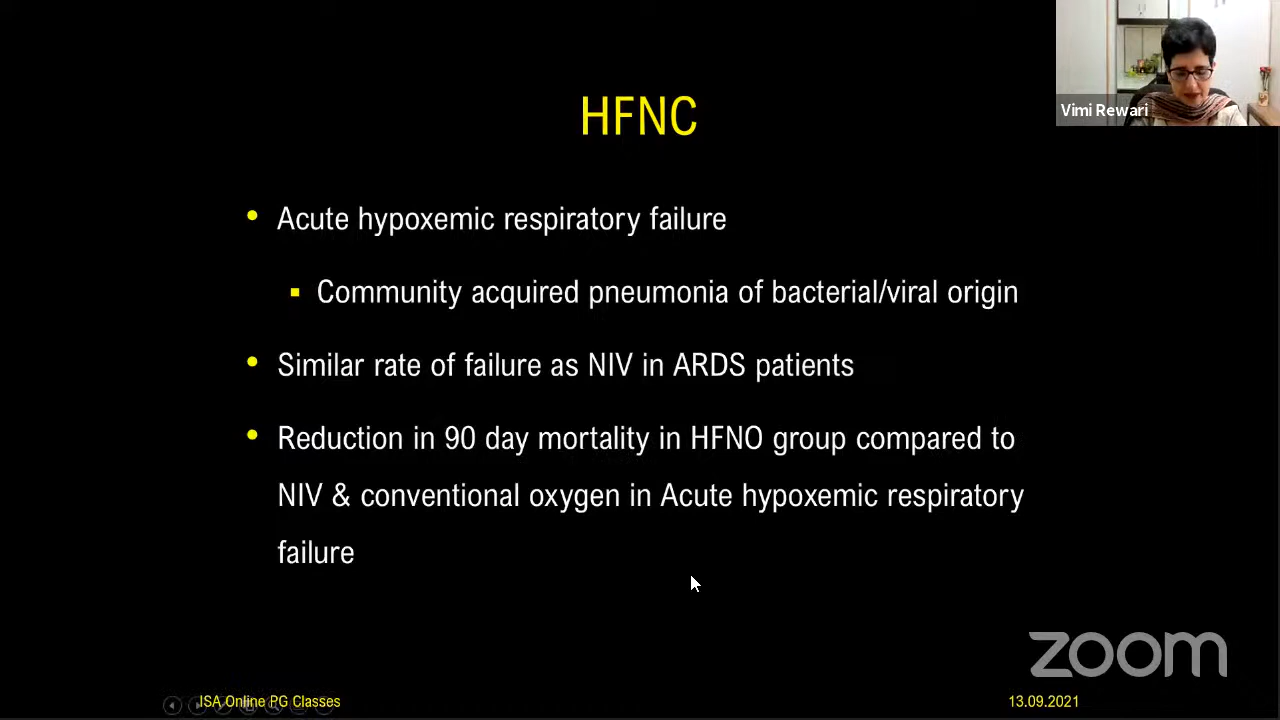 Vimi Rewari
HFNC
Acute hypoxemic respiratory failure
Community acquired pneumonia of bacterial/viral origin
Similar rate of failure as NIV in ARDS patients
Reduction in 90 day mortality in HFNO group compared to
NIV & conventional oxygen in Acute hypoxemic respiratory
failure
zoom
ISA Online PG Classes
13.09.2021